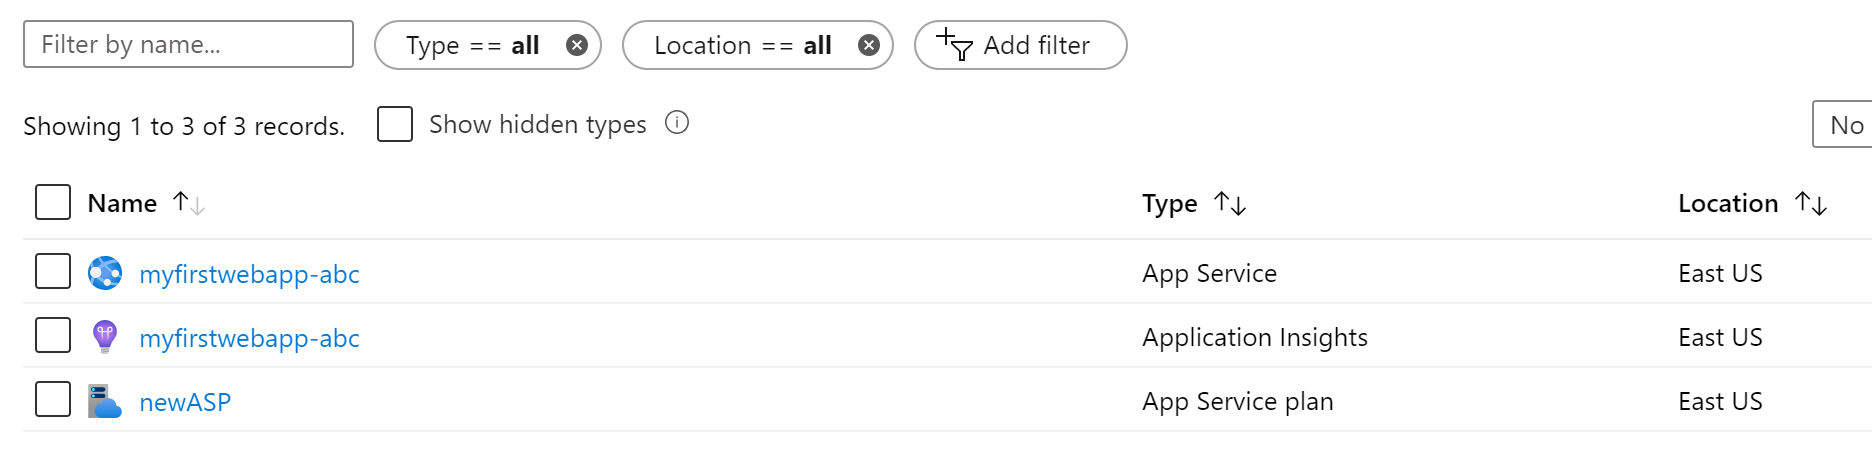 Filter by name... Type == all Location == all Add filter
Showing 1 to 3 of 3 records. Show hidden types No
Name Type Location
myfirstwebapp-abc App Service East US
myfirstwebapp-abc Application Insights East US
newASP App Service plan East US